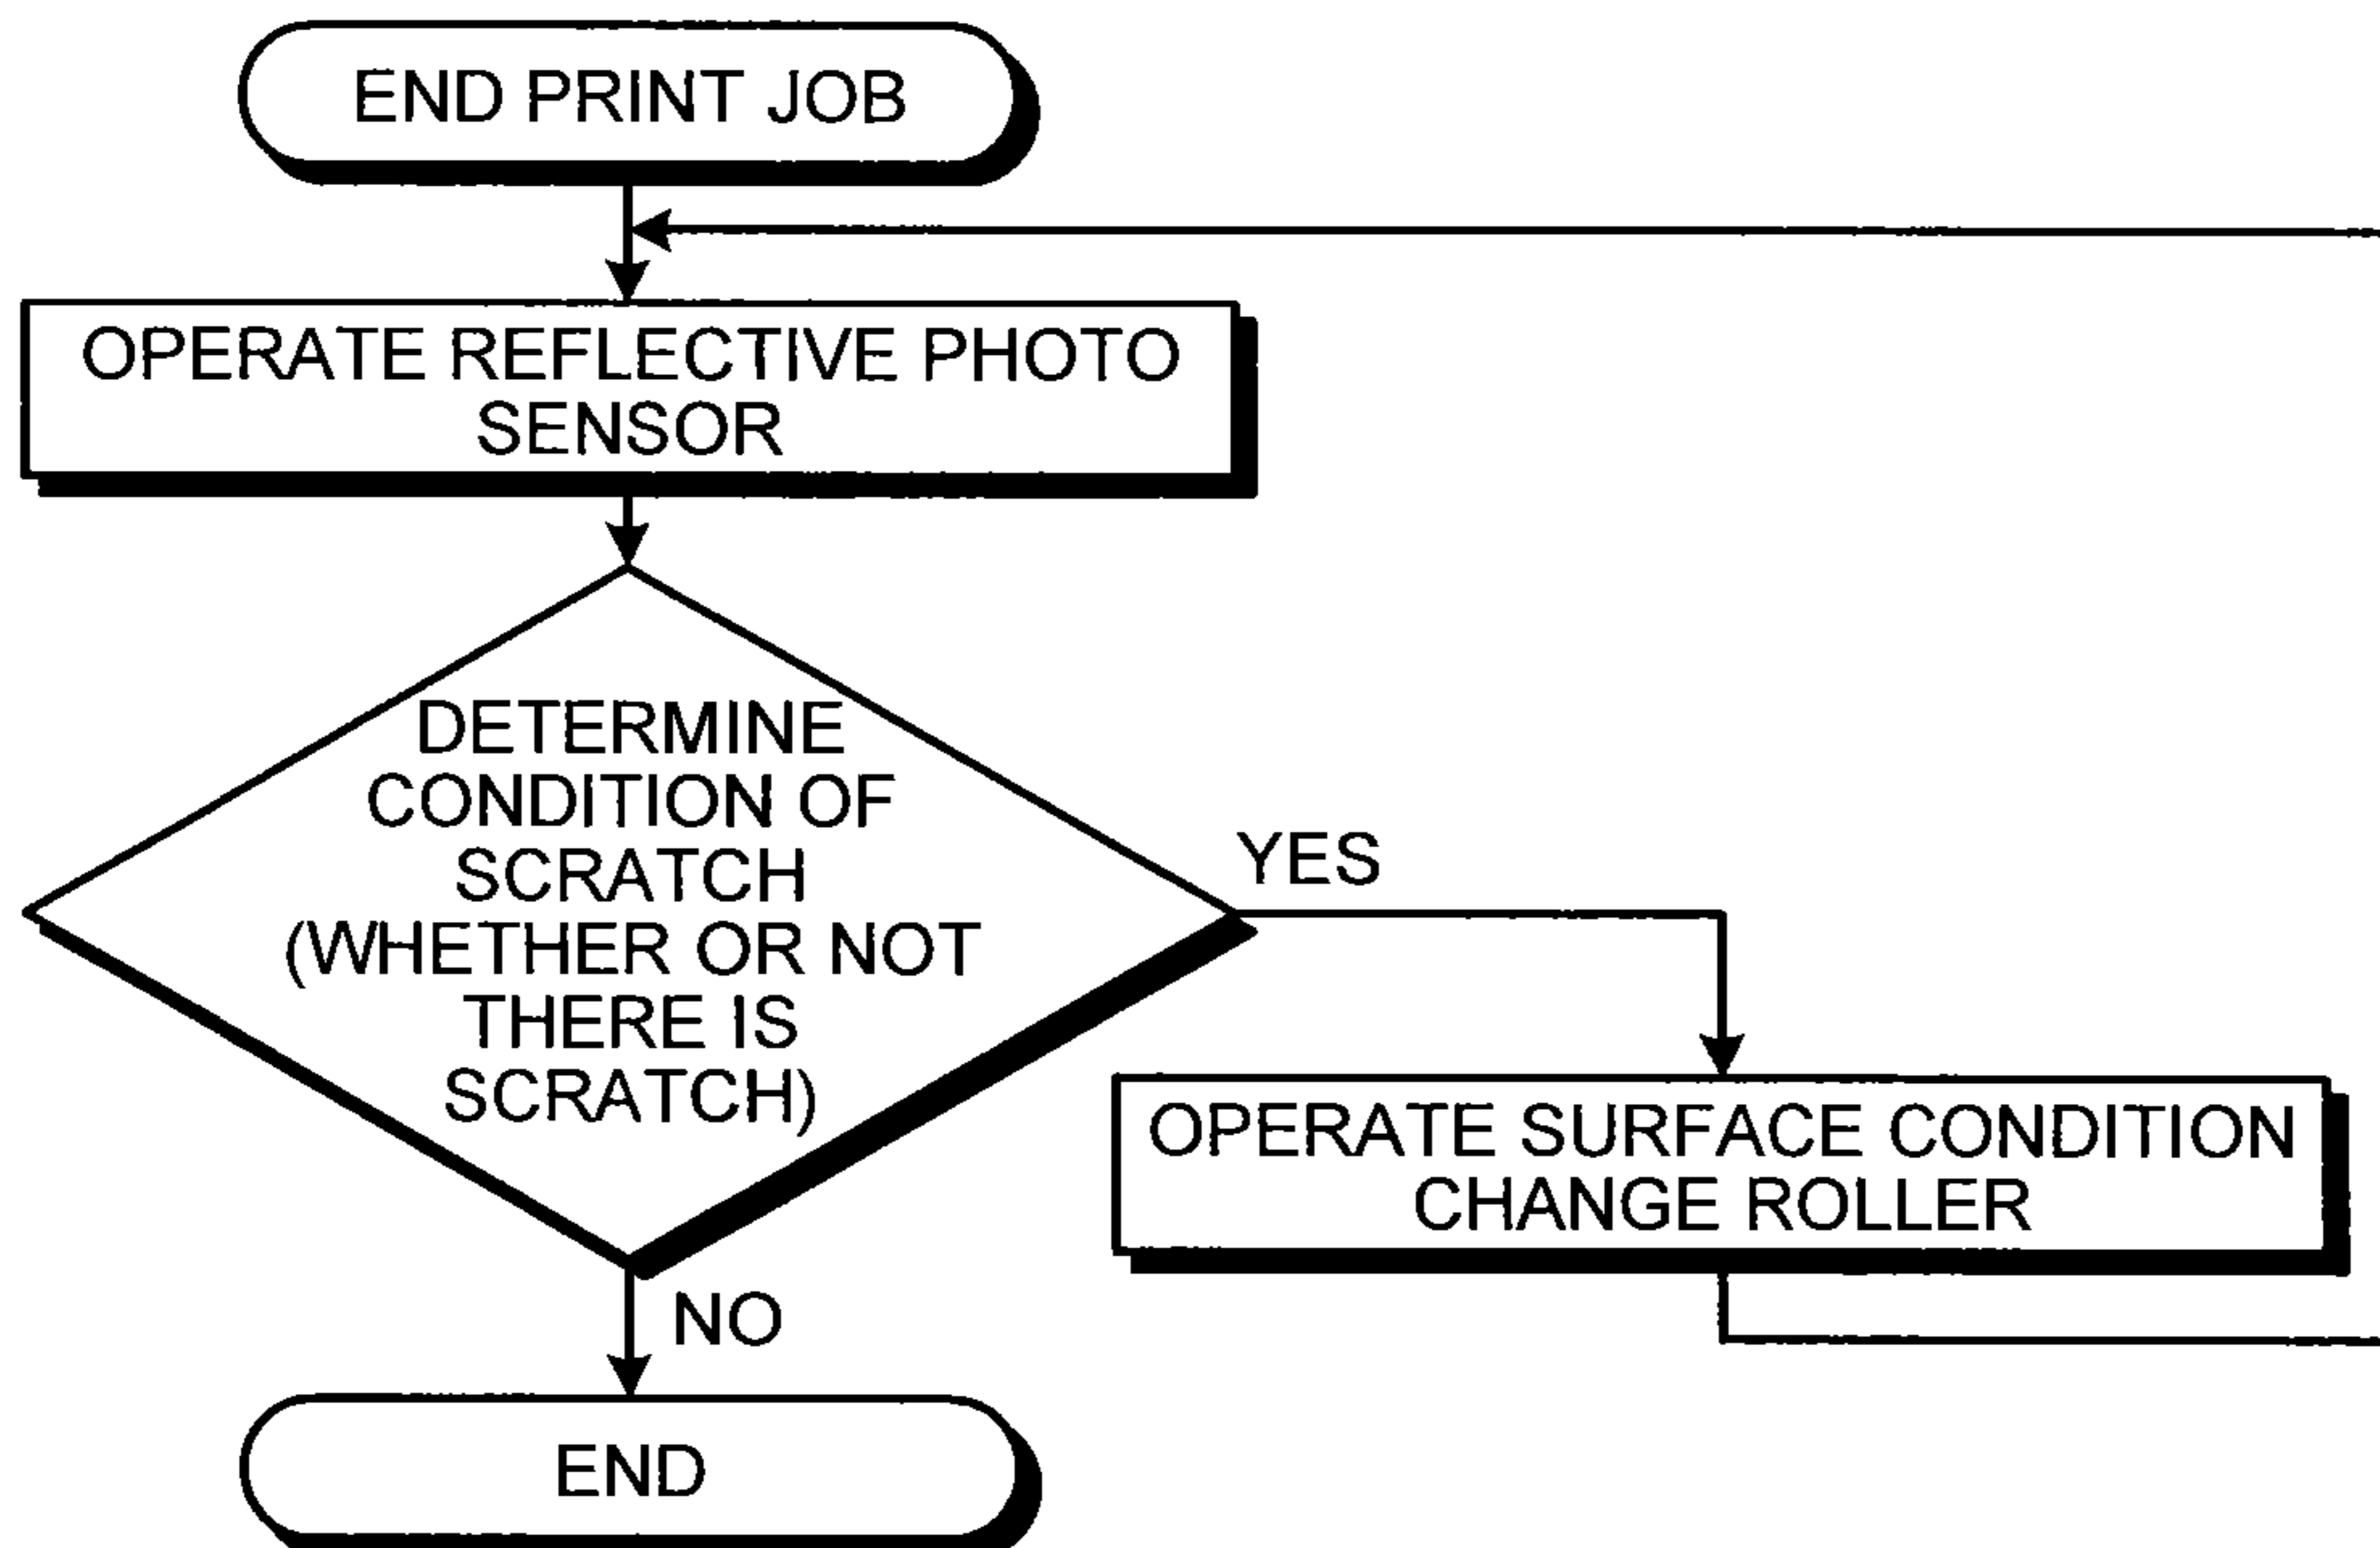 END PRINT JOB
OPERATE REFLECTIVE PHOTO
SENSOR
DETERMINE
CONDITION OF
SCRATCH
(WHETHER OR NOT
THERE IS
SCRATCH)
YES
OPERATE SURFACE CONDITION
CHANGE ROLLER
NO
END